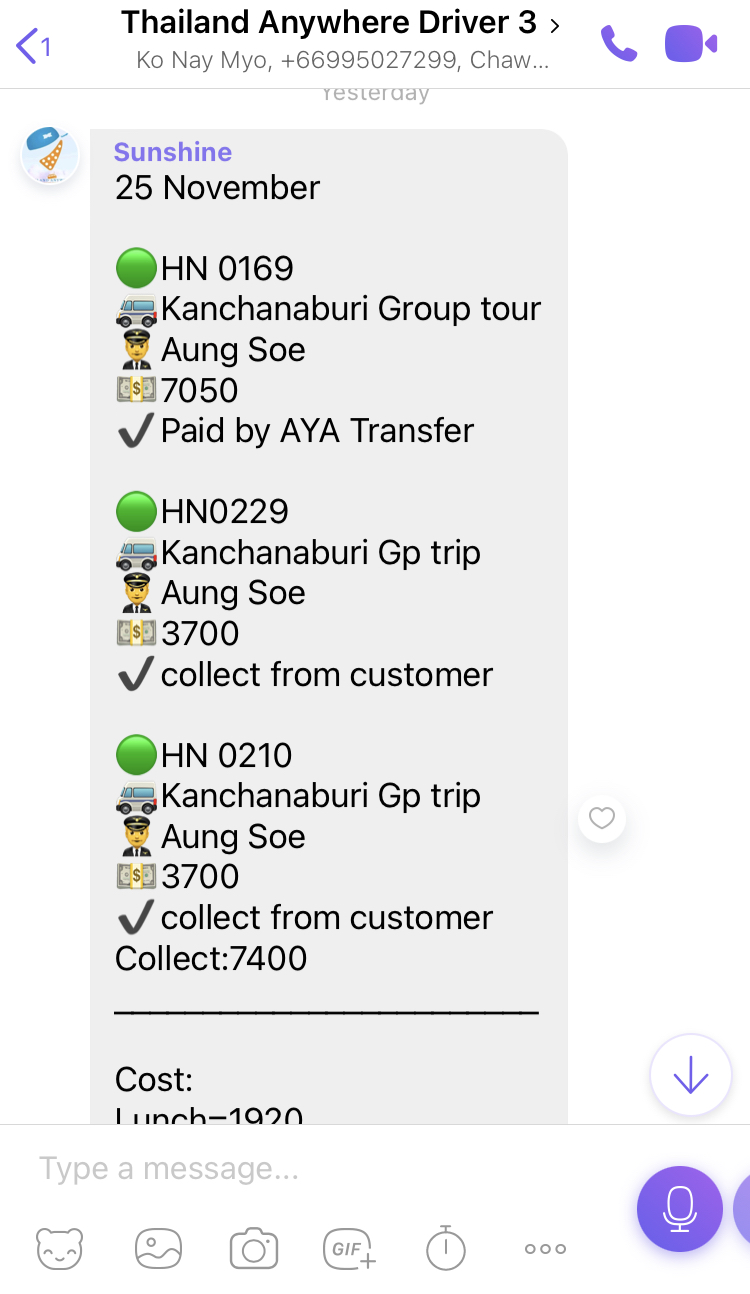 Thailand Anywhere Driver 3 ›
1
Ko Nay Myo, +66995027299, Chaw...
Yesterday
Sunshine
25 November
HN 0169
Kanchanaburi Group tour
Aung Soe
7050
Paid by AYA Transfer
HN0229
Kanchanaburi Gp trip
Aung Soe
3700
collect from customer
HN 0210
Kanchanaburi Gp trip
Aung Soe
3700
collect from customer
Collect:7400
Cost:
Lunch-1920
Type a message...
GIF